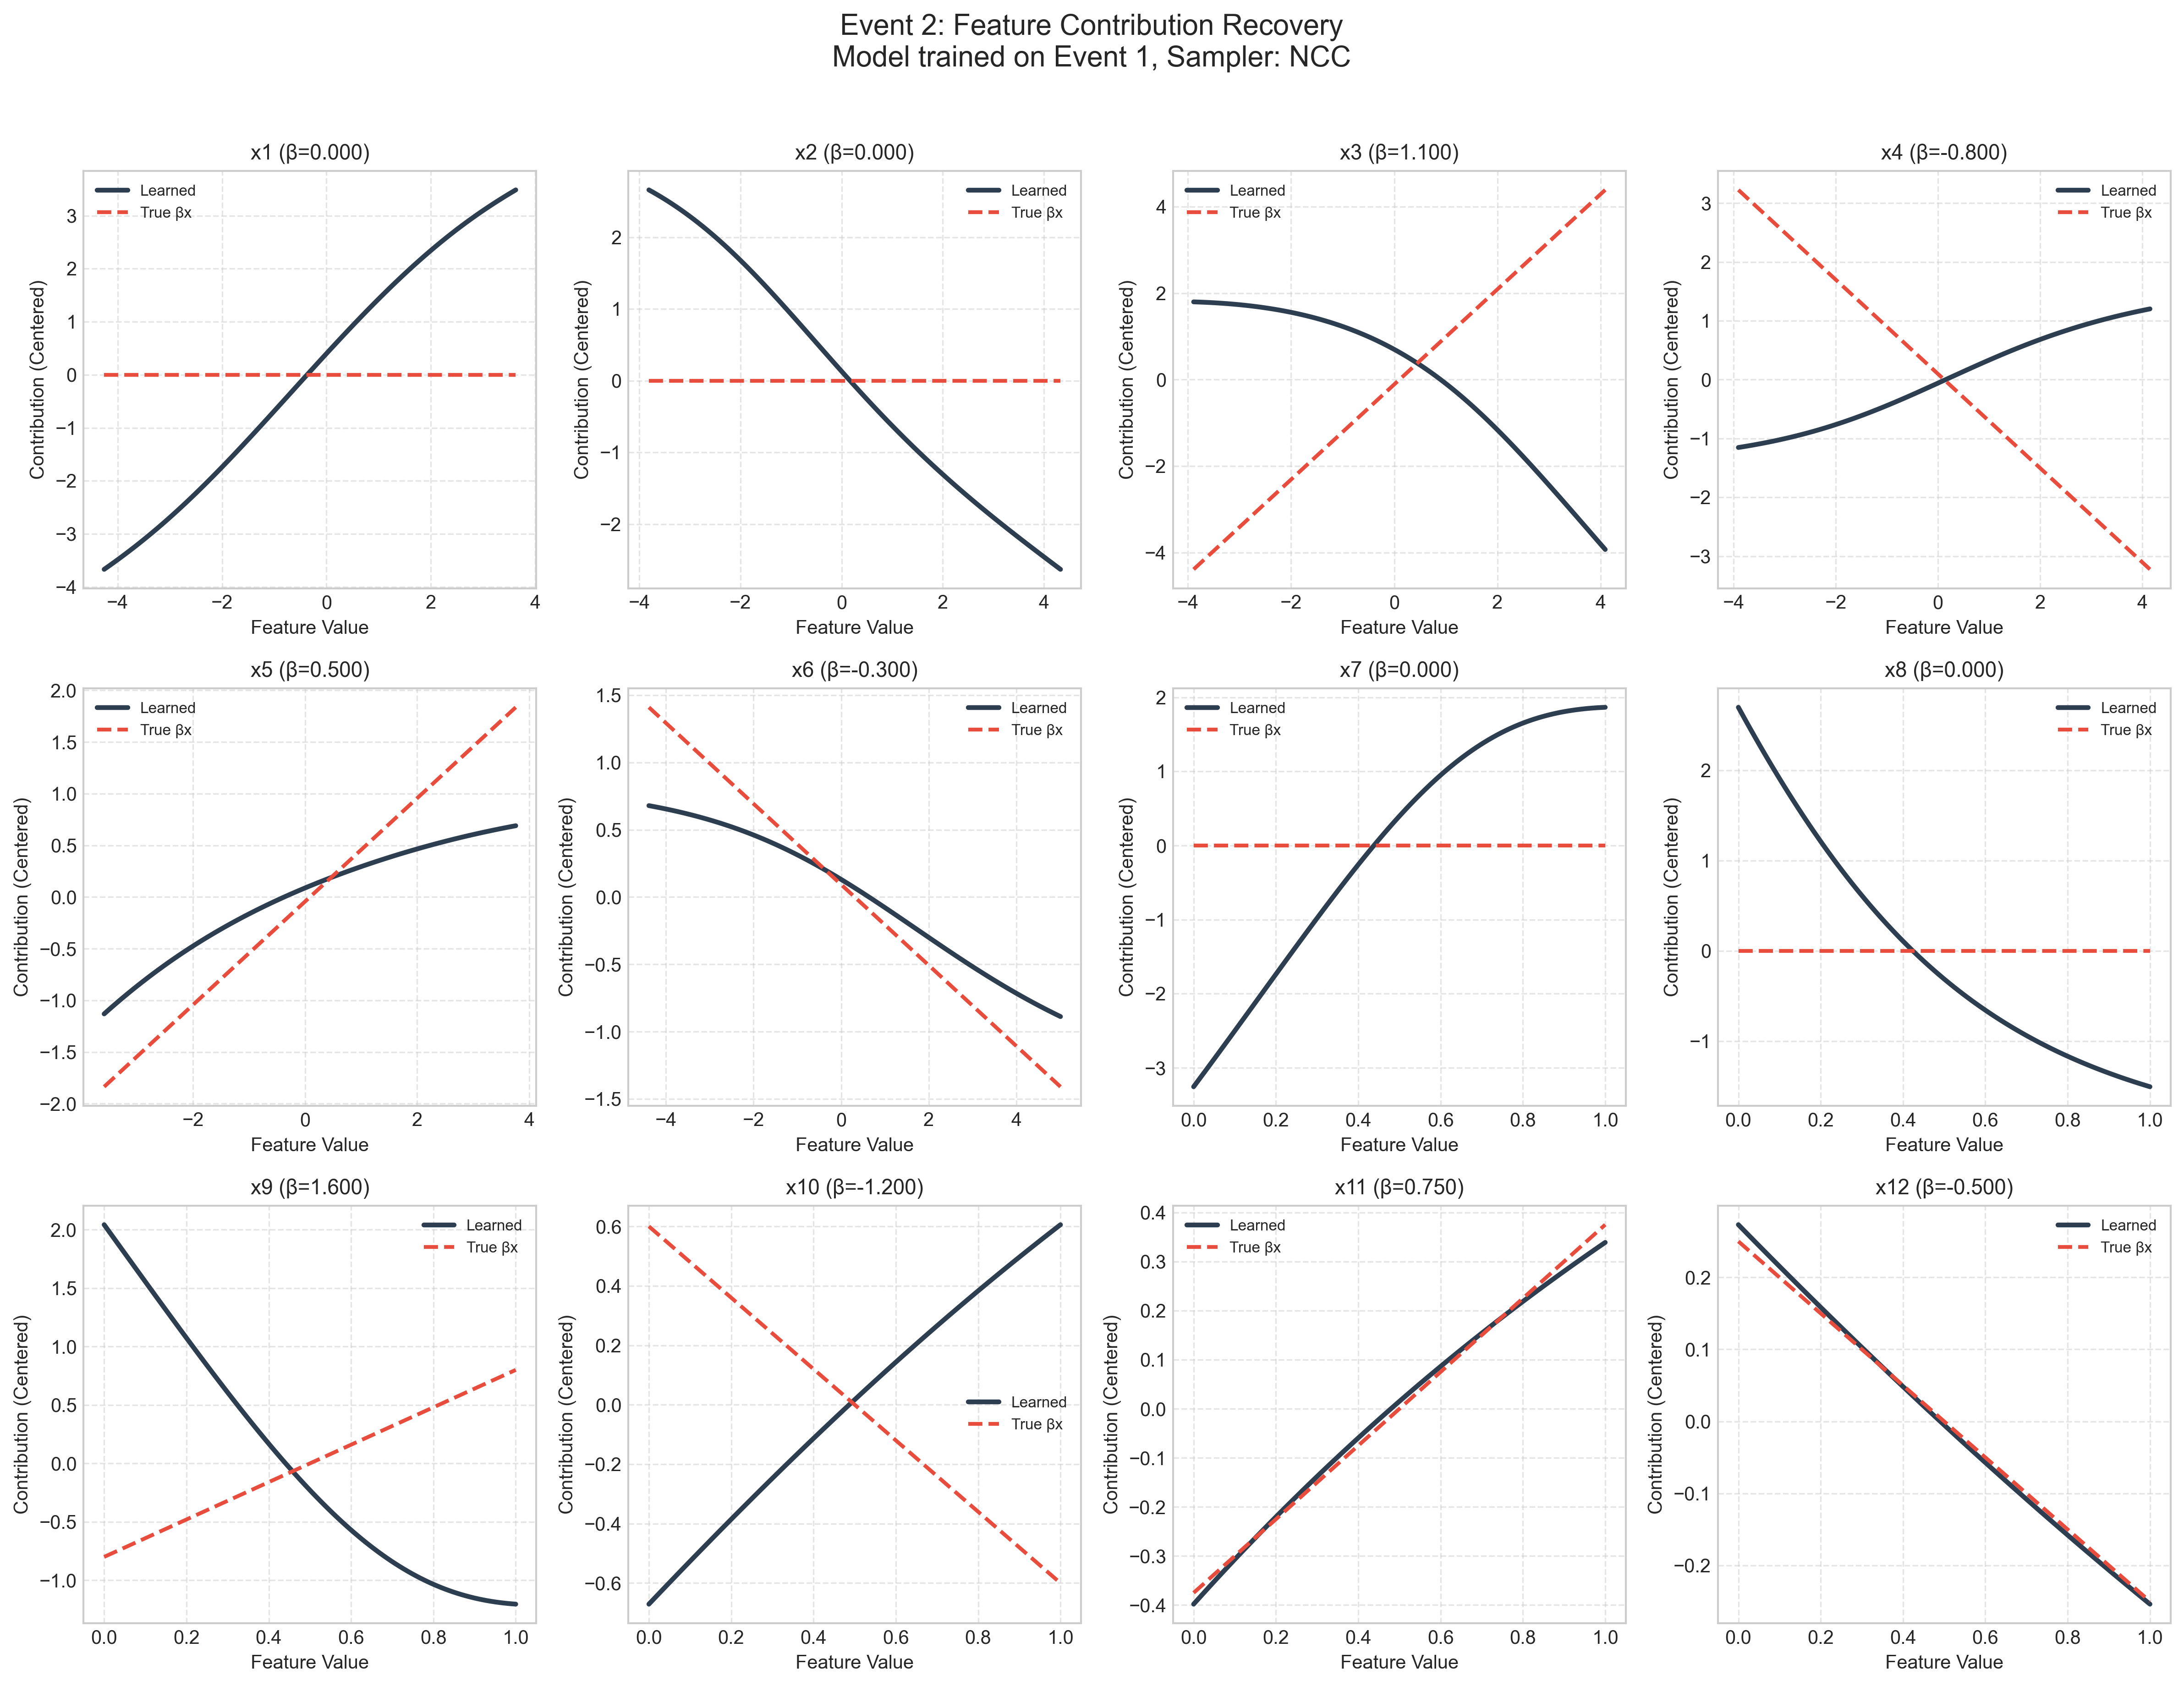 Event 2: Feature Contribution Recovery
Model trained on Event 1, Sampler: NCC
x1 (β=0.000)
Learned
True βx
Contribution (Centered)
3
2
1
0
−1
−2
−3
−4
−4 −2 0 2 4
Feature Value
x2 (β=0.000)
Learned
True βx
Contribution (Centered)
2
1
0
−1
−2
−4 −2 0 2 4
Feature Value
x3 (β=1.100)
Learned
True βx
Contribution (Centered)
4
2
0
−2
−4
−4 −2 0 2 4
Feature Value
x4 (β=-0.800)
Learned
True βx
Contribution (Centered)
3
2
1
0
−1
−2
−3
−4 −2 0 2 4
Feature Value
x5 (β=0.500)
Learned
True βx
Contribution (Centered)
2.0
1.5
1.0
0.5
0.0
−0.5
−1.0
−1.5
−2.0
−2 0 2 4
Feature Value
x6 (β=-0.300)
Learned
True βx
Contribution (Centered)
1.5
1.0
0.5
0.0
−0.5
−1.0
−1.5
−4 −2 0 2 4
Feature Value
x7 (β=0.000)
Learned
True βx
Contribution (Centered)
2
1
0
−1
−2
−3
0.0 0.2 0.4 0.6 0.8 1.0
Feature Value
x8 (β=0.000)
Learned
True βx
Contribution (Centered)
2
1
0
−1
0.0 0.2 0.4 0.6 0.8 1.0
Feature Value
x9 (β=1.600)
Learned
True βx
Contribution (Centered)
2.0
1.5
1.0
0.5
0.0
−0.5
−1.0
0.0 0.2 0.4 0.6 0.8 1.0
Feature Value
x10 (β=-1.200)
Learned
True βx
Contribution (Centered)
0.6
0.4
0.2
0.0
−0.2
−0.4
−0.6
0.0 0.2 0.4 0.6 0.8 1.0
Feature Value
x11 (β=0.750)
Learned
True βx
Contribution (Centered)
0.4
0.3
0.2
0.1
0.0
−0.1
−0.2
−0.3
−0.4
0.0 0.2 0.4 0.6 0.8 1.0
Feature Value
x12 (β=-0.500)
Learned
True βx
Contribution (Centered)
0.2
0.1
0.0
−0.1
−0.2
0.0 0.2 0.4 0.6 0.8 1.0
Feature Value